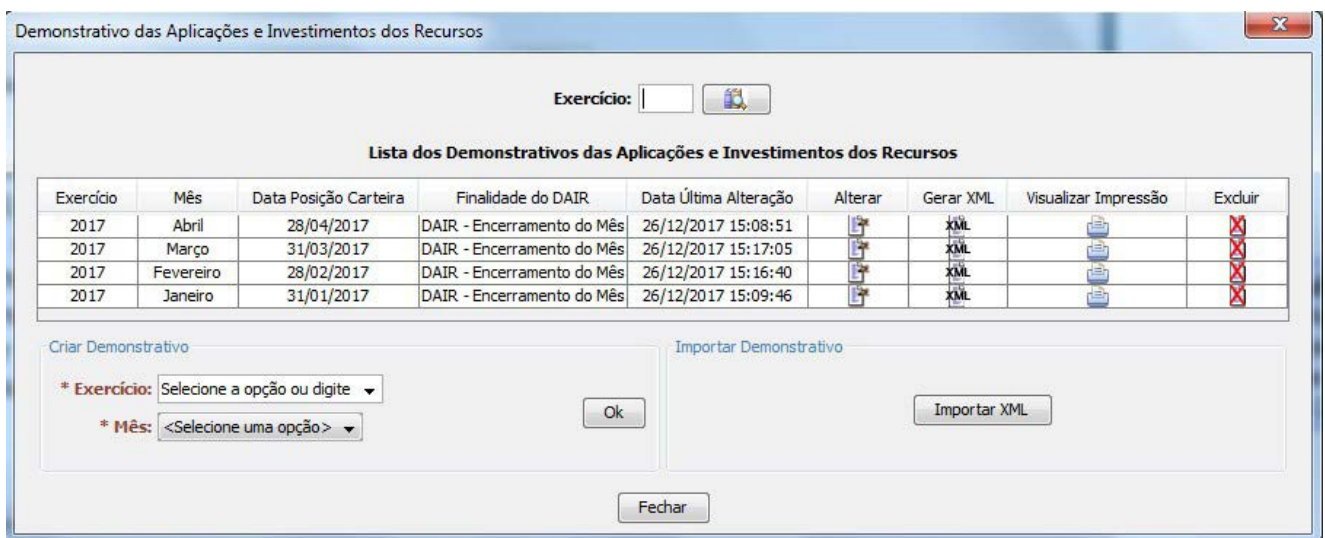 Demonstrativo das Aplicações e Investimentos dos Recursos
Exercício:
Lista dos Demonstrativos das Aplicações e Investimentos dos Recursos
Exercício Mês Data Posição Carteira Finalidade do DAIR Data Última Alteração Alterar Gerar XML Visualizar Impressão Excluir
2017 Abril 28/04/2017 DAIR - Encerramento do Mês 26/12/2017 15:08:51 XML
2017 Março 31/03/2017 DAIR - Encerramento do Mês 26/12/2017 15:17:05 XML
2017 Fevereiro 28/02/2017 DAIR - Encerramento do Mês 26/12/2017 15:16:40 XML
2017 Janeiro 31/01/2017 DAIR - Encerramento do Mês 26/12/2017 15:09:46 XML
Criar Demonstrativo
* Exercício: Selecione a opção ou digite
* Mês: <Selecione uma opção>
Ok
Importar Demonstrativo
Importar XML
Fechar